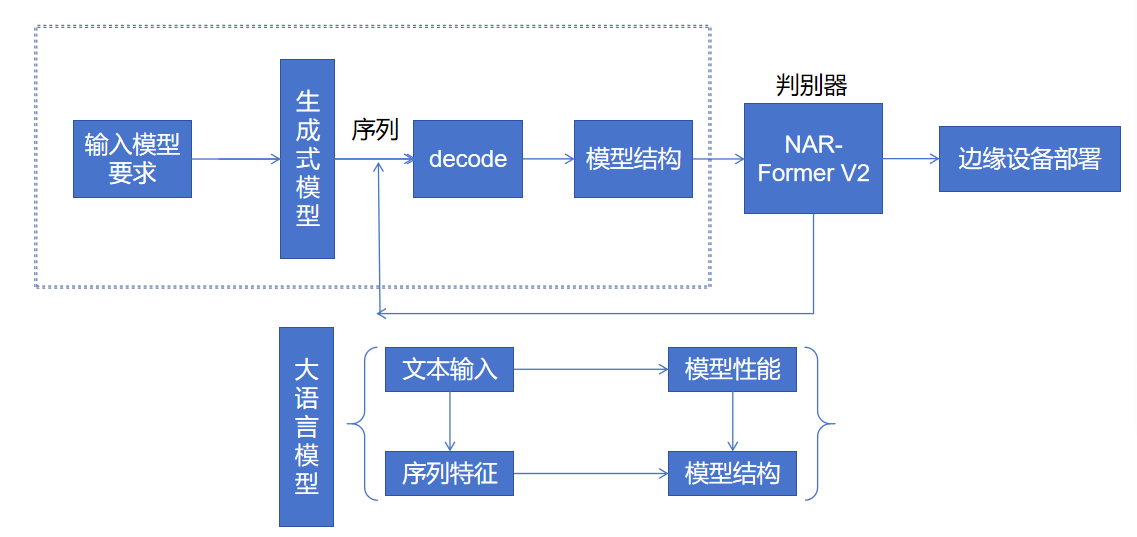 判别器
输入模型
要求
生
成
式
模
型
序列
decode
模型结构
NAR-
Former V2
边缘设备部署
大
语
言
模
型
文本输入
模型性能
序列特征
模型结构